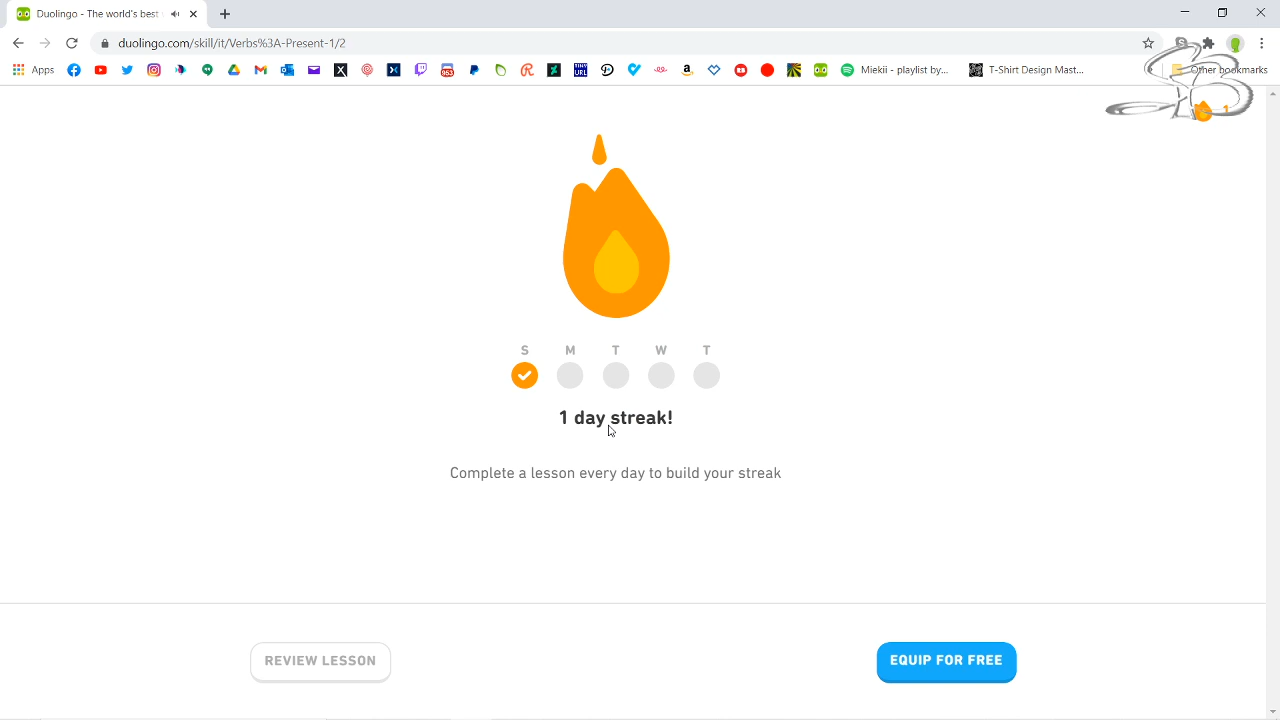 Duolingo - The world's best
duolingo.com/skill/it/Verbs%3A-Present-1/2
Apps
953
URL
Miekii - playlist by...
T-Shirt Design Mast...
Other bookmarks
1
S M T W T
1 day streak!
Complete a lesson every day to build your streak
REVIEW LESSON
EQUIP FOR FREE